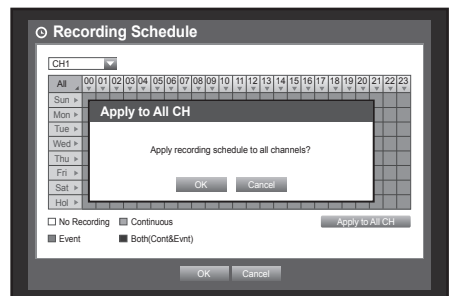 Recording Schedule
CH1
All 00 01 02 03 04 05 06 07 08 09 10 11 12 13 14 15 16 17 18 19 20 21 22 23
Sun
Mon
Apply to All CH
Tue
Wed
Apply recording schedule to all channels?
Thu
Fri
OK Cancel
Sat
Hol
No Recording Continuous Apply to All CH
Event Both(Cont&Evnt)
OK Cancel